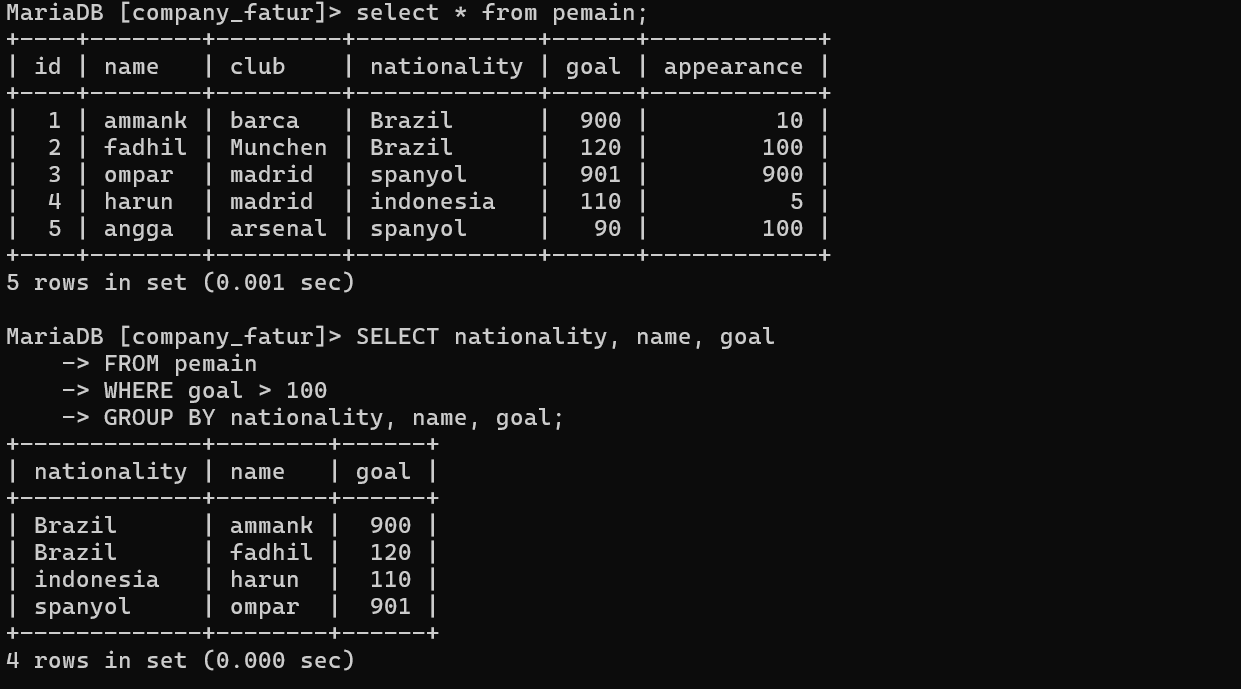 MariaDB [company_fatur]> select * from pemain;
+----+--------+---------+-------------+------+------------+
| id | name   | club    | nationality | goal | appearance |
+----+--------+---------+-------------+------+------------+
|  1 | ammank | barca   | Brazil      |  900 |         10 |
|  2 | fadhil | Munchen | Brazil      |  120 |        100 |
|  3 | ompar  | madrid  | spanyol     |  901 |        900 |
|  4 | harun  | madrid  | indonesia   |  110 |          5 |
|  5 | angga  | arsenal | spanyol     |   90 |        100 |
+----+--------+---------+-------------+------+------------+
5 rows in set (0.001 sec)

MariaDB [company_fatur]> SELECT nationality, name, goal
    -> FROM pemain
    -> WHERE goal > 100
    -> GROUP BY nationality, name, goal;
+-------------+--------+------+
| nationality | name   | goal |
+-------------+--------+------+
| Brazil      | ammank |  900 |
| Brazil      | fadhil |  120 |
| indonesia   | harun  |  110 |
| spanyol     | ompar  |  901 |
+-------------+--------+------+
4 rows in set (0.000 sec)